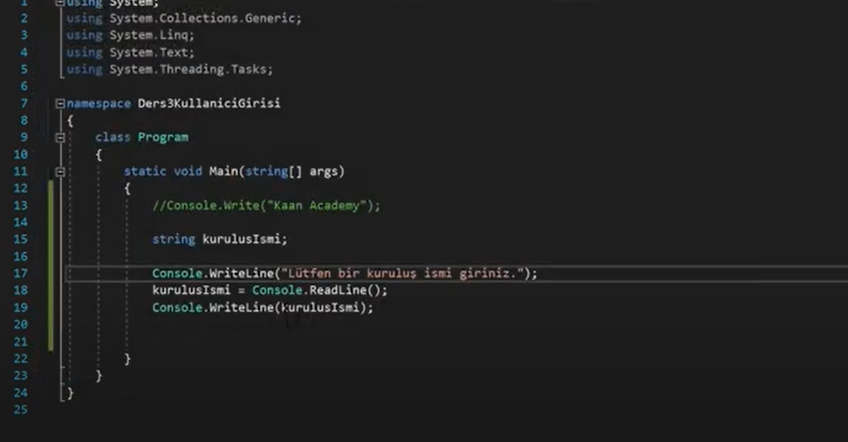 1 using System;
2 using System.Collections.Generic;
3 using System.Linq;
4 using System.Text;
5 using System.Threading.Tasks;
6
7 namespace Ders3KullaniciGirisi
8 {
9 class Program
10 {
11 static void Main(string[] args)
12 {
13 //Console.Write("Kaan Academy");
14
15 string kurulusIsmi;
16
17 Console.WriteLine("Lütfen bir kuruluş ismi giriniz.");
18 kurulusIsmi = Console.ReadLine();
19 Console.WriteLine(kurulusIsmi);
20
21
22 }
23 }
24 }
25